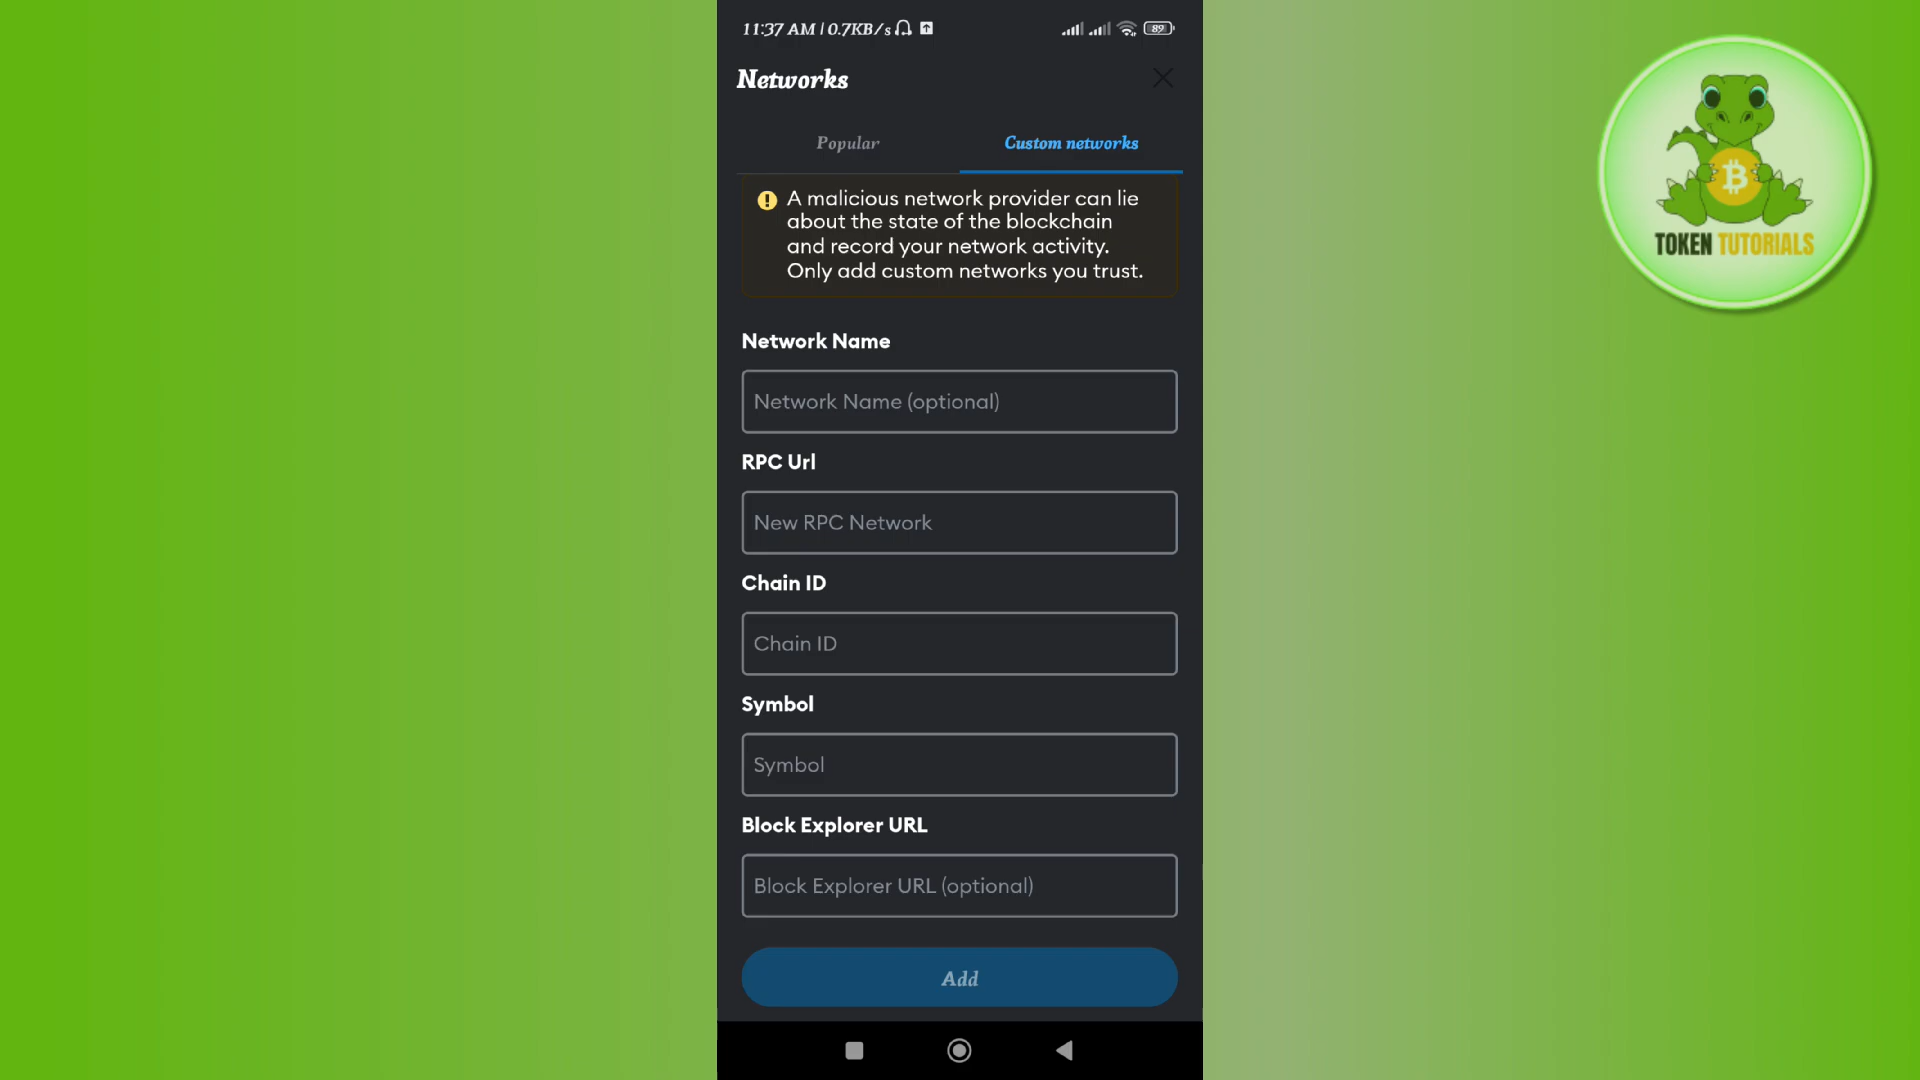 11:37 AM | 0.7KB/s
89
Networks
Popular
Custom networks
A malicious network provider can lie
about the state of the blockchain
and record your network activity.
Only add custom networks you trust.
Network Name
Network Name (optional)
RPC Url
New RPC Network
Chain ID
Chain ID
Symbol
Symbol
Block Explorer URL
Block Explorer URL (optional)
Add
TOKEN TUTORIALS